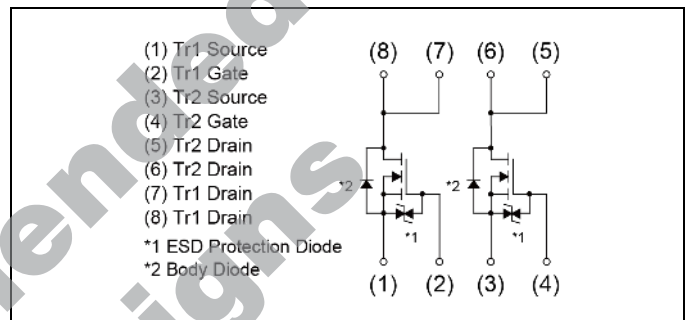 (1) Tr1 Source
(2) Tr1 Gate
(3) Tr2 Source
(4) Tr2 Gate
(5) Tr2 Drain
(6) Tr2 Drain
(7) Tr1 Drain
(8) Tr1 Drain
*1 ESD Protection Diode
*2 Body Diode
(8) (7) (6) (5)
*2 *2
*1 *1
(1) (2) (3) (4)
ended
igns